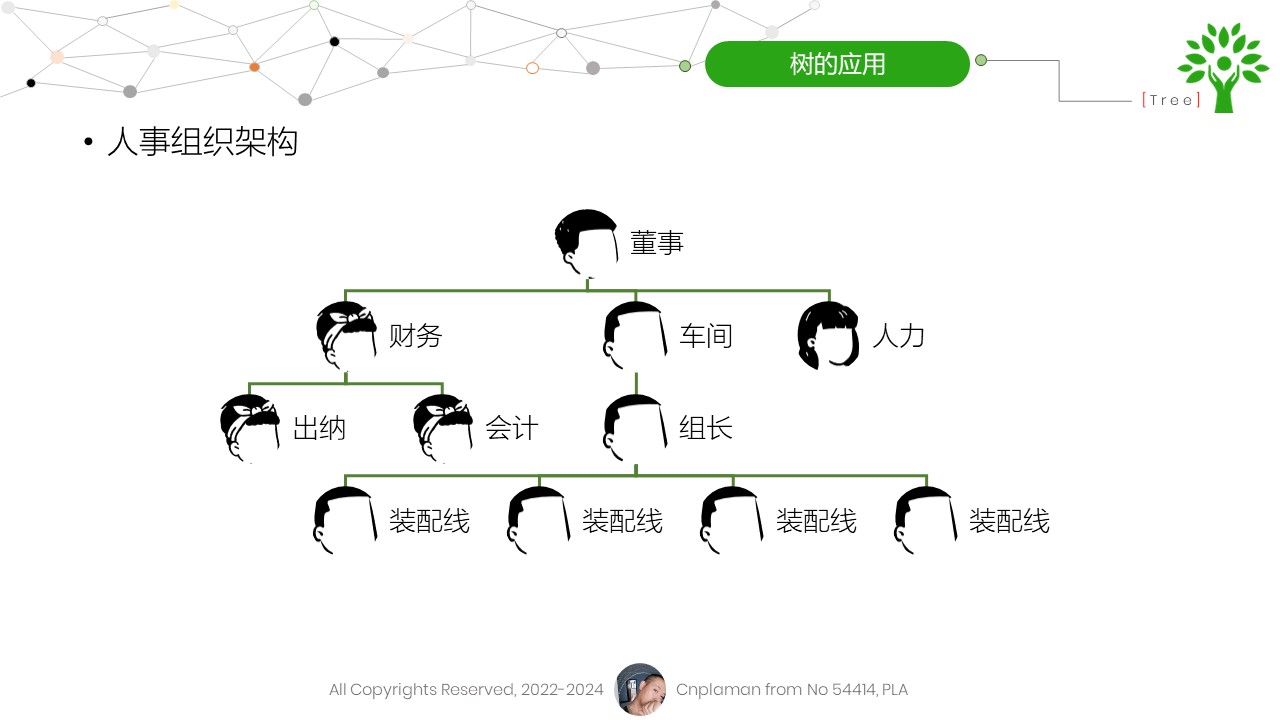 树的应用
[Tree]
• 人事组织架构
董事
财务 车间 人力
出纳 会计 组长
装配线 装配线 装配线 装配线
All Copyrights Reserved, 2022-2024 Cnplaman from No 54414, PLA